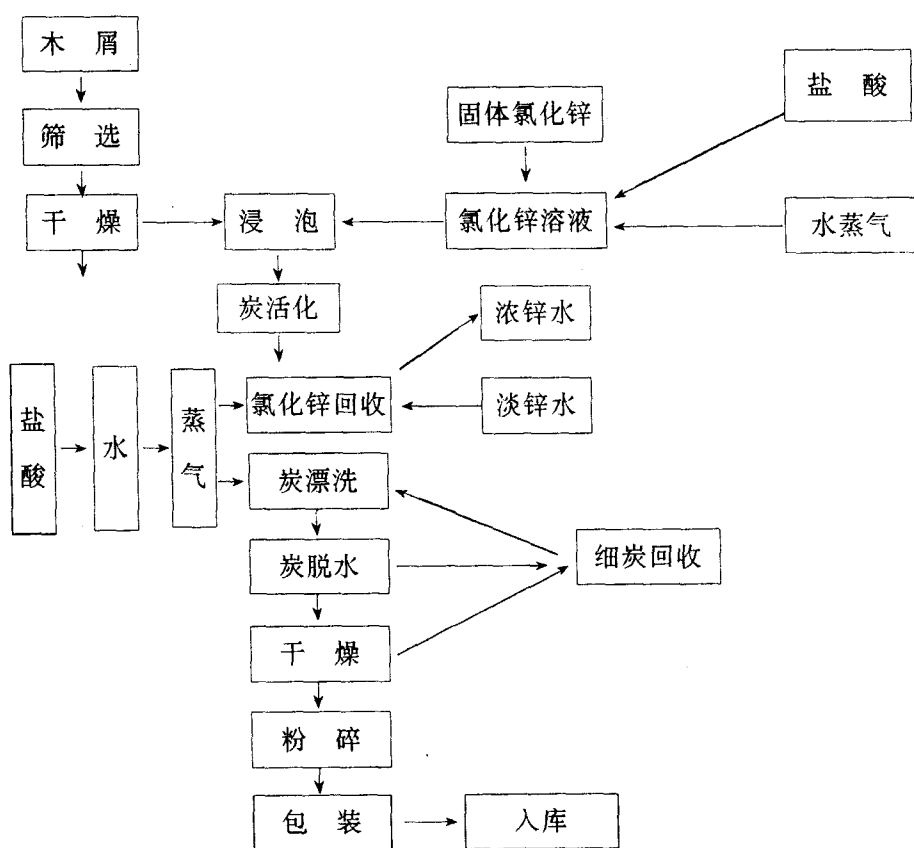 木屑
筛选
固体氯化锌
盐酸
干燥
浸泡
氯化锌溶液
水蒸气
炭活化
浓锌水
盐酸
水
蒸气
氯化锌回收
淡锌水
炭漂洗
炭脱水
细炭回收
干燥
粉碎
包装
入库